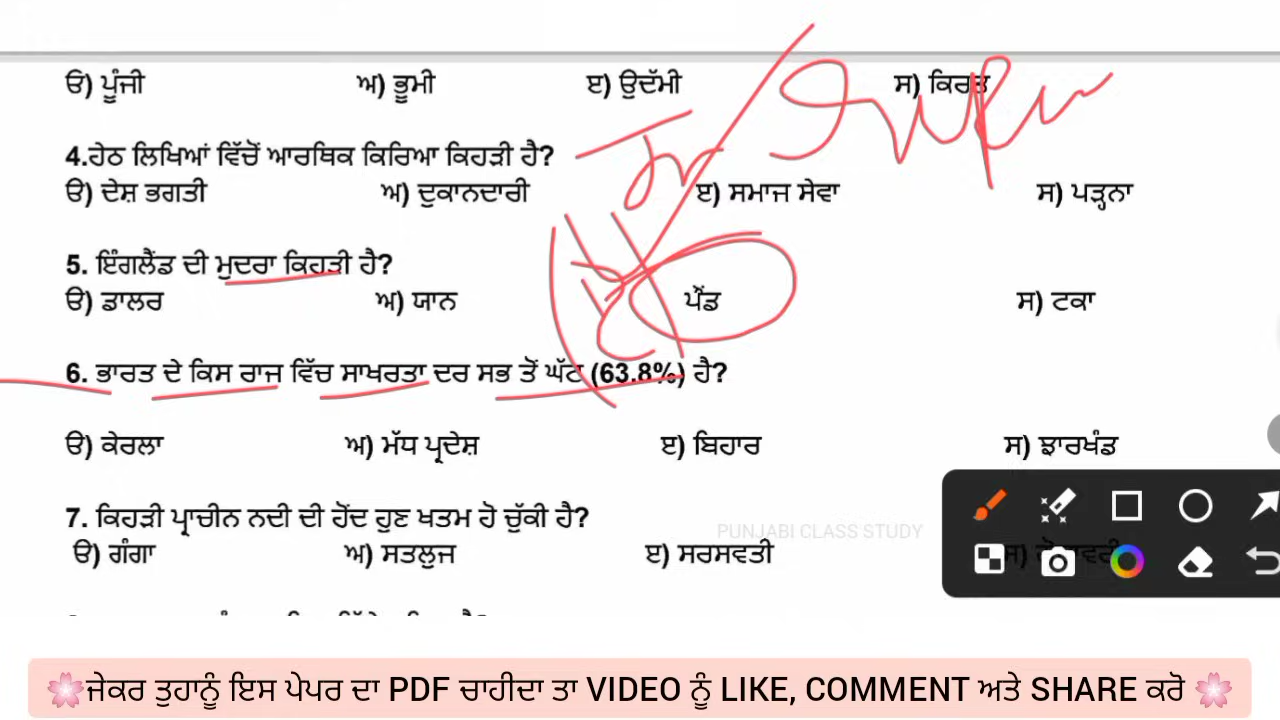 ੳ) ਪੂੰਜੀ ਅ) ਭੂਮੀ ੲ) ਉਦੱਮੀ ਸ) ਕਿਰਤ
4.ਹੇਠ ਲਿਖਿਆਂ ਵਿੱਚੋਂ ਆਰਥਿਕ ਕਿਰਿਆ ਕਿਹੜੀ ਹੈ?
ੳ) ਦੇਸ਼ ਭਗਤੀ ਅ) ਦੁਕਾਨਦਾਰੀ ੲ) ਸਮਾਜ ਸੇਵਾ ਸ) ਪੜ੍ਹਨਾ
5. ਇੰਗਲੈਂਡ ਦੀ ਮੁਦਰਾ ਕਿਹੜੀ ਹੈ?
ੳ) ਡਾਲਰ ਅ) ਯਾਨ ਪੌਂਡ ਸ) ਟਕਾ
6. ਭਾਰਤ ਦੇ ਕਿਸ ਰਾਜ ਵਿੱਚ ਸਾਖਰਤਾ ਦਰ ਸਭ ਤੋਂ ਘੱਟ (63.8%) ਹੈ?
ੳ) ਕੇਰਲਾ ਅ) ਮੱਧ ਪ੍ਰਦੇਸ਼ ੲ) ਬਿਹਾਰ ਸ) ਝਾਰਖੰਡ
7. ਕਿਹੜੀ ਪ੍ਰਾਚੀਨ ਨਦੀ ਦੀ ਹੋਂਦ ਹੁਣ ਖਤਮ ਹੋ ਚੁੱਕੀ ਹੈ?
PUNJABI CLASS STUDY
ੳ) ਗੰਗਾ ਅ) ਸਤਲੁਜ ੲ) ਸਰਸਵਤੀ
ਜੇਕਰ ਤੁਹਾਨੂੰ ਇਸ ਪੇਪਰ ਦਾ PDF ਚਾਹੀਦਾ ਤਾ VIDEO ਨੂੰ LIKE, COMMENT ਅਤੇ SHARE ਕਰੋ